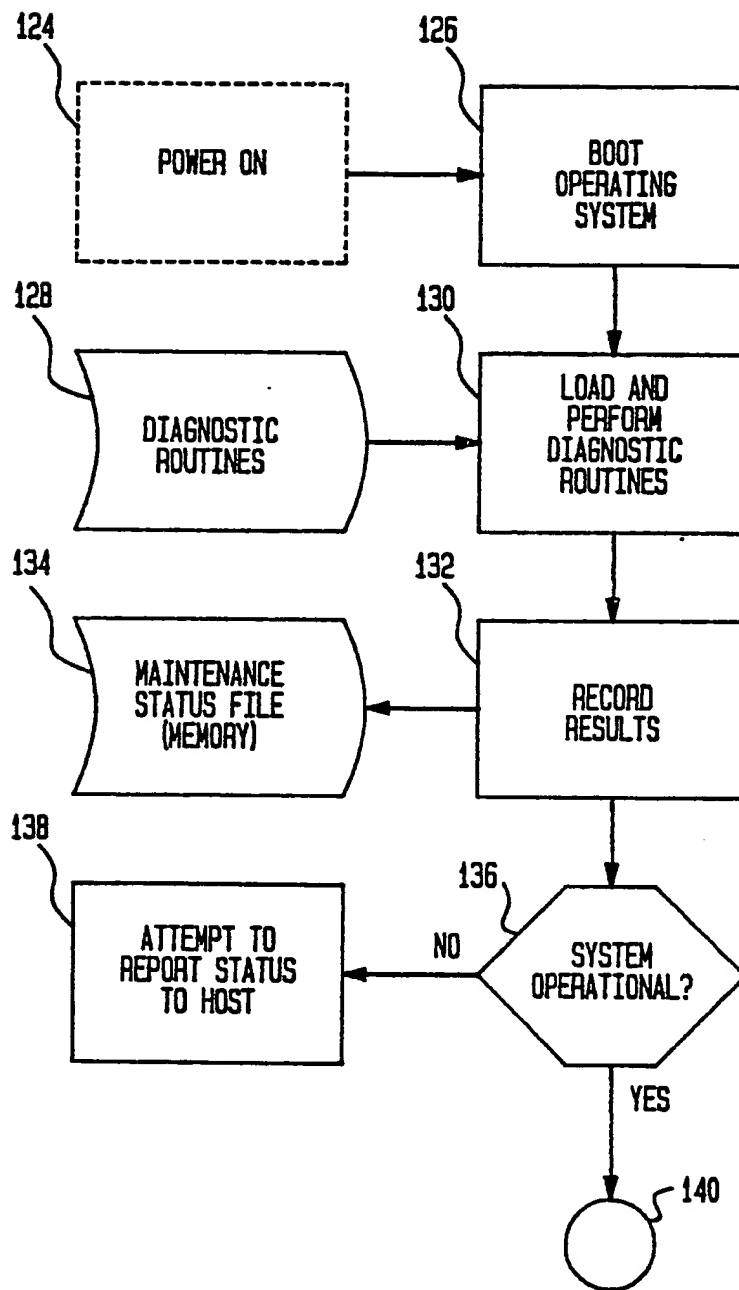 124
POWER ON
126
BOOT
OPERATING
SYSTEM
128
DIAGNOSTIC
ROUTINES
130
LOAD AND
PERFORM
DIAGNOSTIC
ROUTINES
134
MAINTENANCE
STATUS FILE
(MEMORY)
132
RECORD
RESULTS
138
ATTEMPT TO
REPORT STATUS
TO HOST
NO
136
SYSTEM
OPERATIONAL?
YES
140